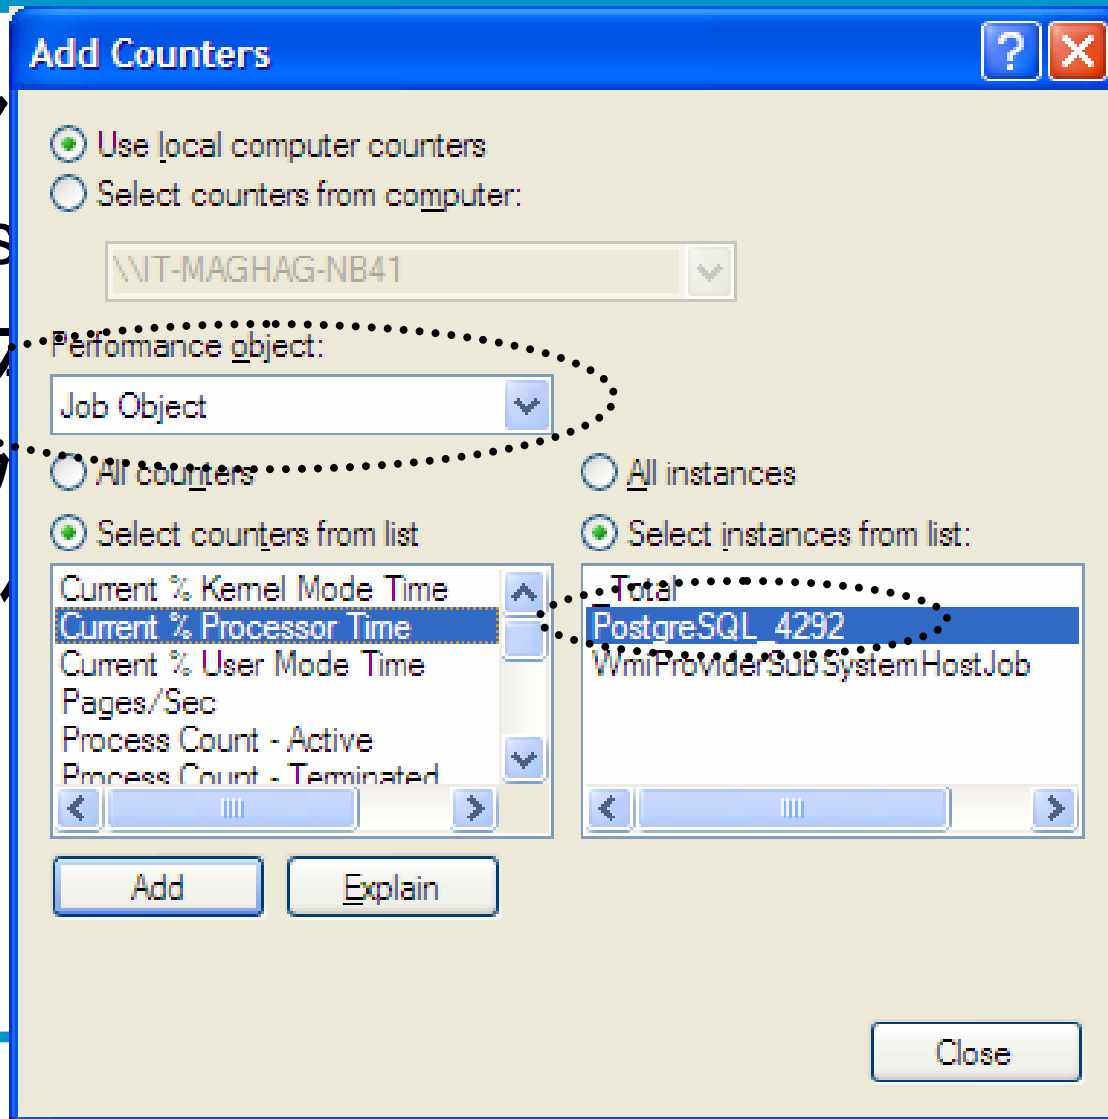 Add Counters
Use local computer counters
Select counters from computer:
\\IT-MAGHAG-NB41
Performance object:
Job Object
All counters
All instances
Select counters from list
Select instances from list:
Current % Kernel Mode Time
Current % Processor Time
Current % User Mode Time
Pages/Sec
Process Count - Active
Process Count - Terminated
_Total
PostgreSQL_4292
WmiProviderSubSystemHostJob
Add
Explain
Close